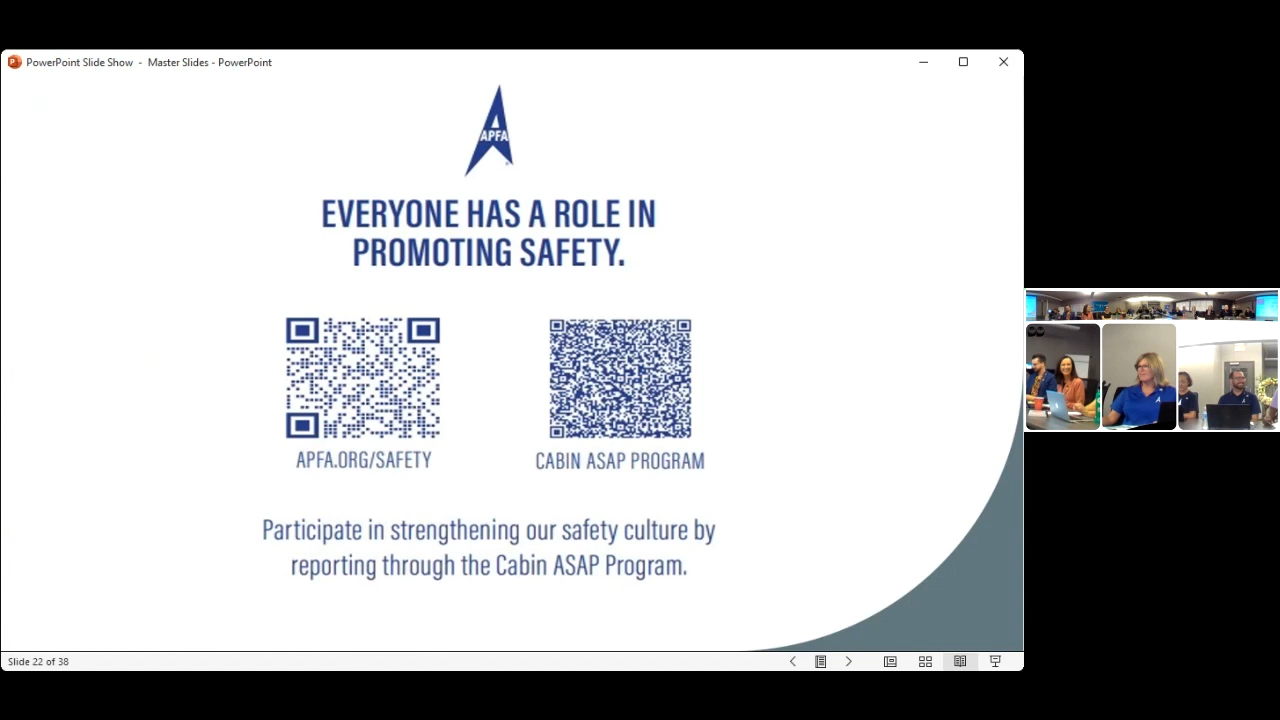 PowerPoint Slide Show - Master Slides - PowerPoint
APFA
EVERYONE HAS A ROLE IN
PROMOTING SAFETY.
APFA.ORG/SAFETY
CABIN ASAP PROGRAM
Participate in strengthening our safety culture by
reporting through the Cabin ASAP Program.
Slide 22 of 38